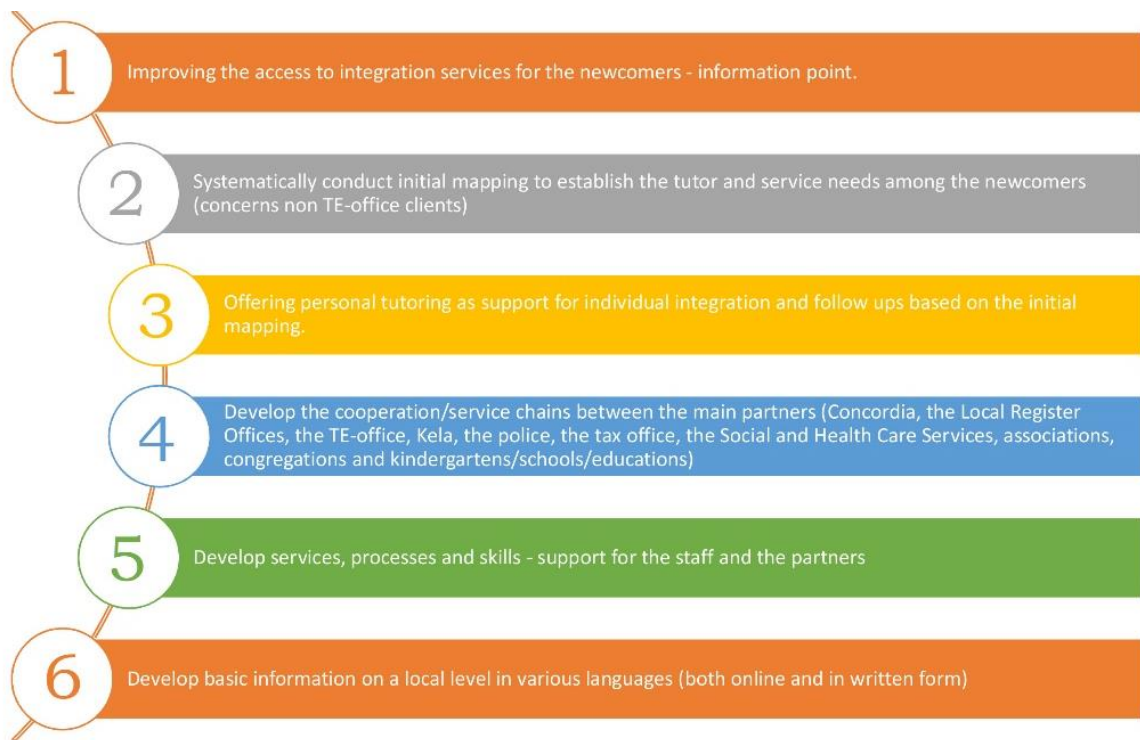 1
Improving the access to integration services for the newcomers - information point.
2
Systematically conduct initial mapping to establish the tutor and service needs among the newcomers
(concerns non TE-office clients)
3
Offering personal tutoring as support for individual integration and follow ups based on the initial
mapping.
4
Develop the cooperation/service chains between the main partners (Concordia, the Local Register
Offices, the TE-office, Kela, the police, the tax office, the Social and Health Care Services, associations,
congregations and kindergartens/schools/educations)
5
Develop services, processes and skills - support for the staff and the partners
6
Develop basic information on a local level in various languages (both online and in written form)